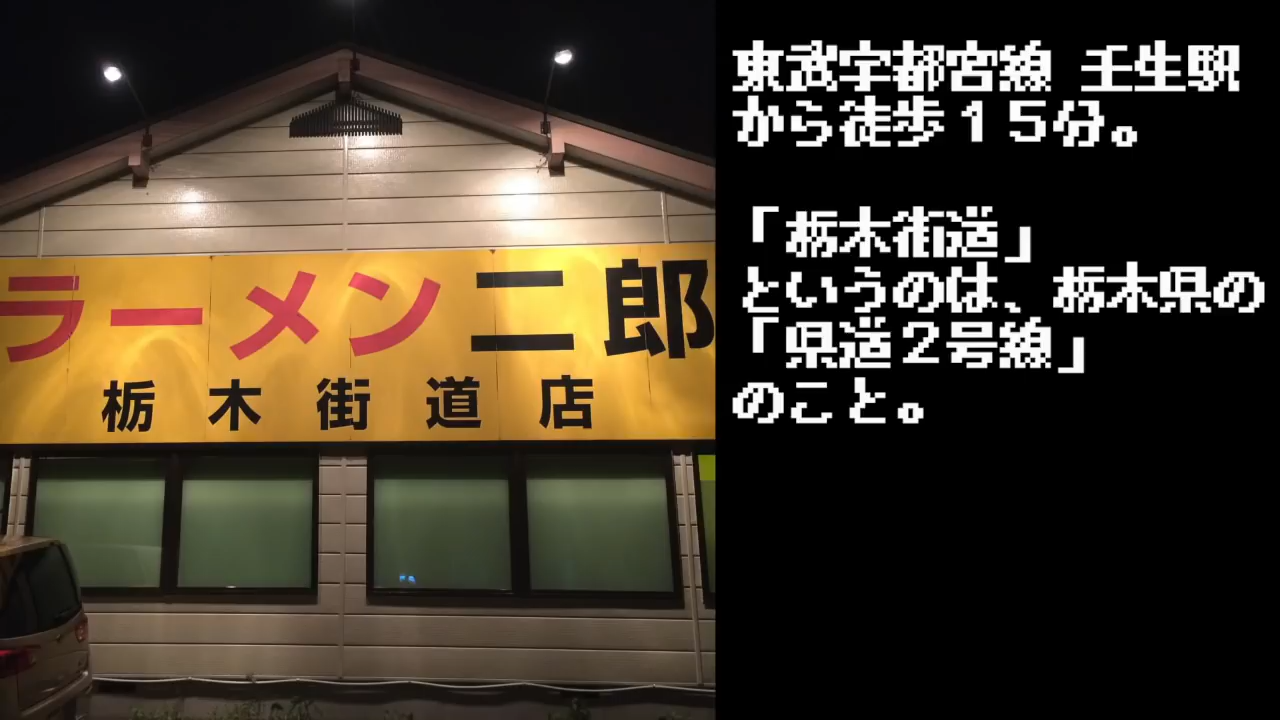 ラーメン二郎
栃木街道店
東武宇都宮線 壬生駅
から徒歩１５分。
「栃木街道」
というのは、栃木県の
「県道２号線」
のこと。